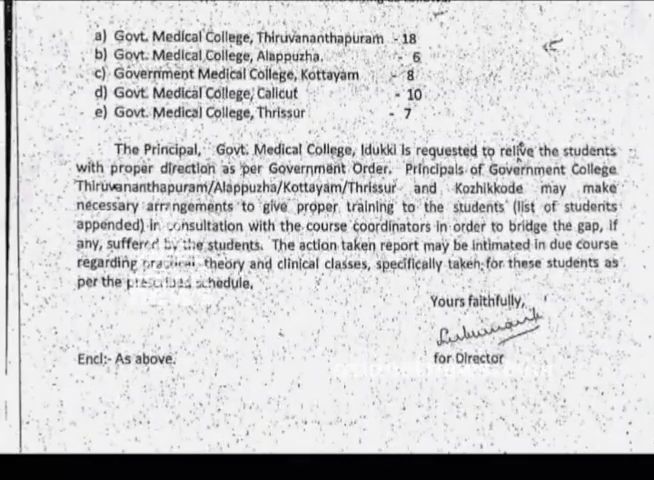 a) Govt. Medical College, Thiruvananthapuram - 18
b) Govt. Medical College, Alappuzha. - 6
c) Government Medical College, Kottayam - 8
d) Govt. Medical College, Calicut - 10
e) Govt. Medical College, Thrissur - 7
The Principal, Govt. Medical College, Idukki is requested to relive the students
with proper direction as per Government Order. Principals of Government College
Thiruvananthapuram/Alappuzha/Kottayam/Thrissur and Kozhikkode may make
necessary arrangements to give proper training to the students (list of students
appended) in consultation with the course coordinators in order to bridge the gap, if
any, suffered by the students. The action taken report may be intimated in due course
regarding practical, theory and clinical classes, specifically taken for these students as
per the prescribed schedule.
Yours faithfully,
Encl:- As above.
for Director